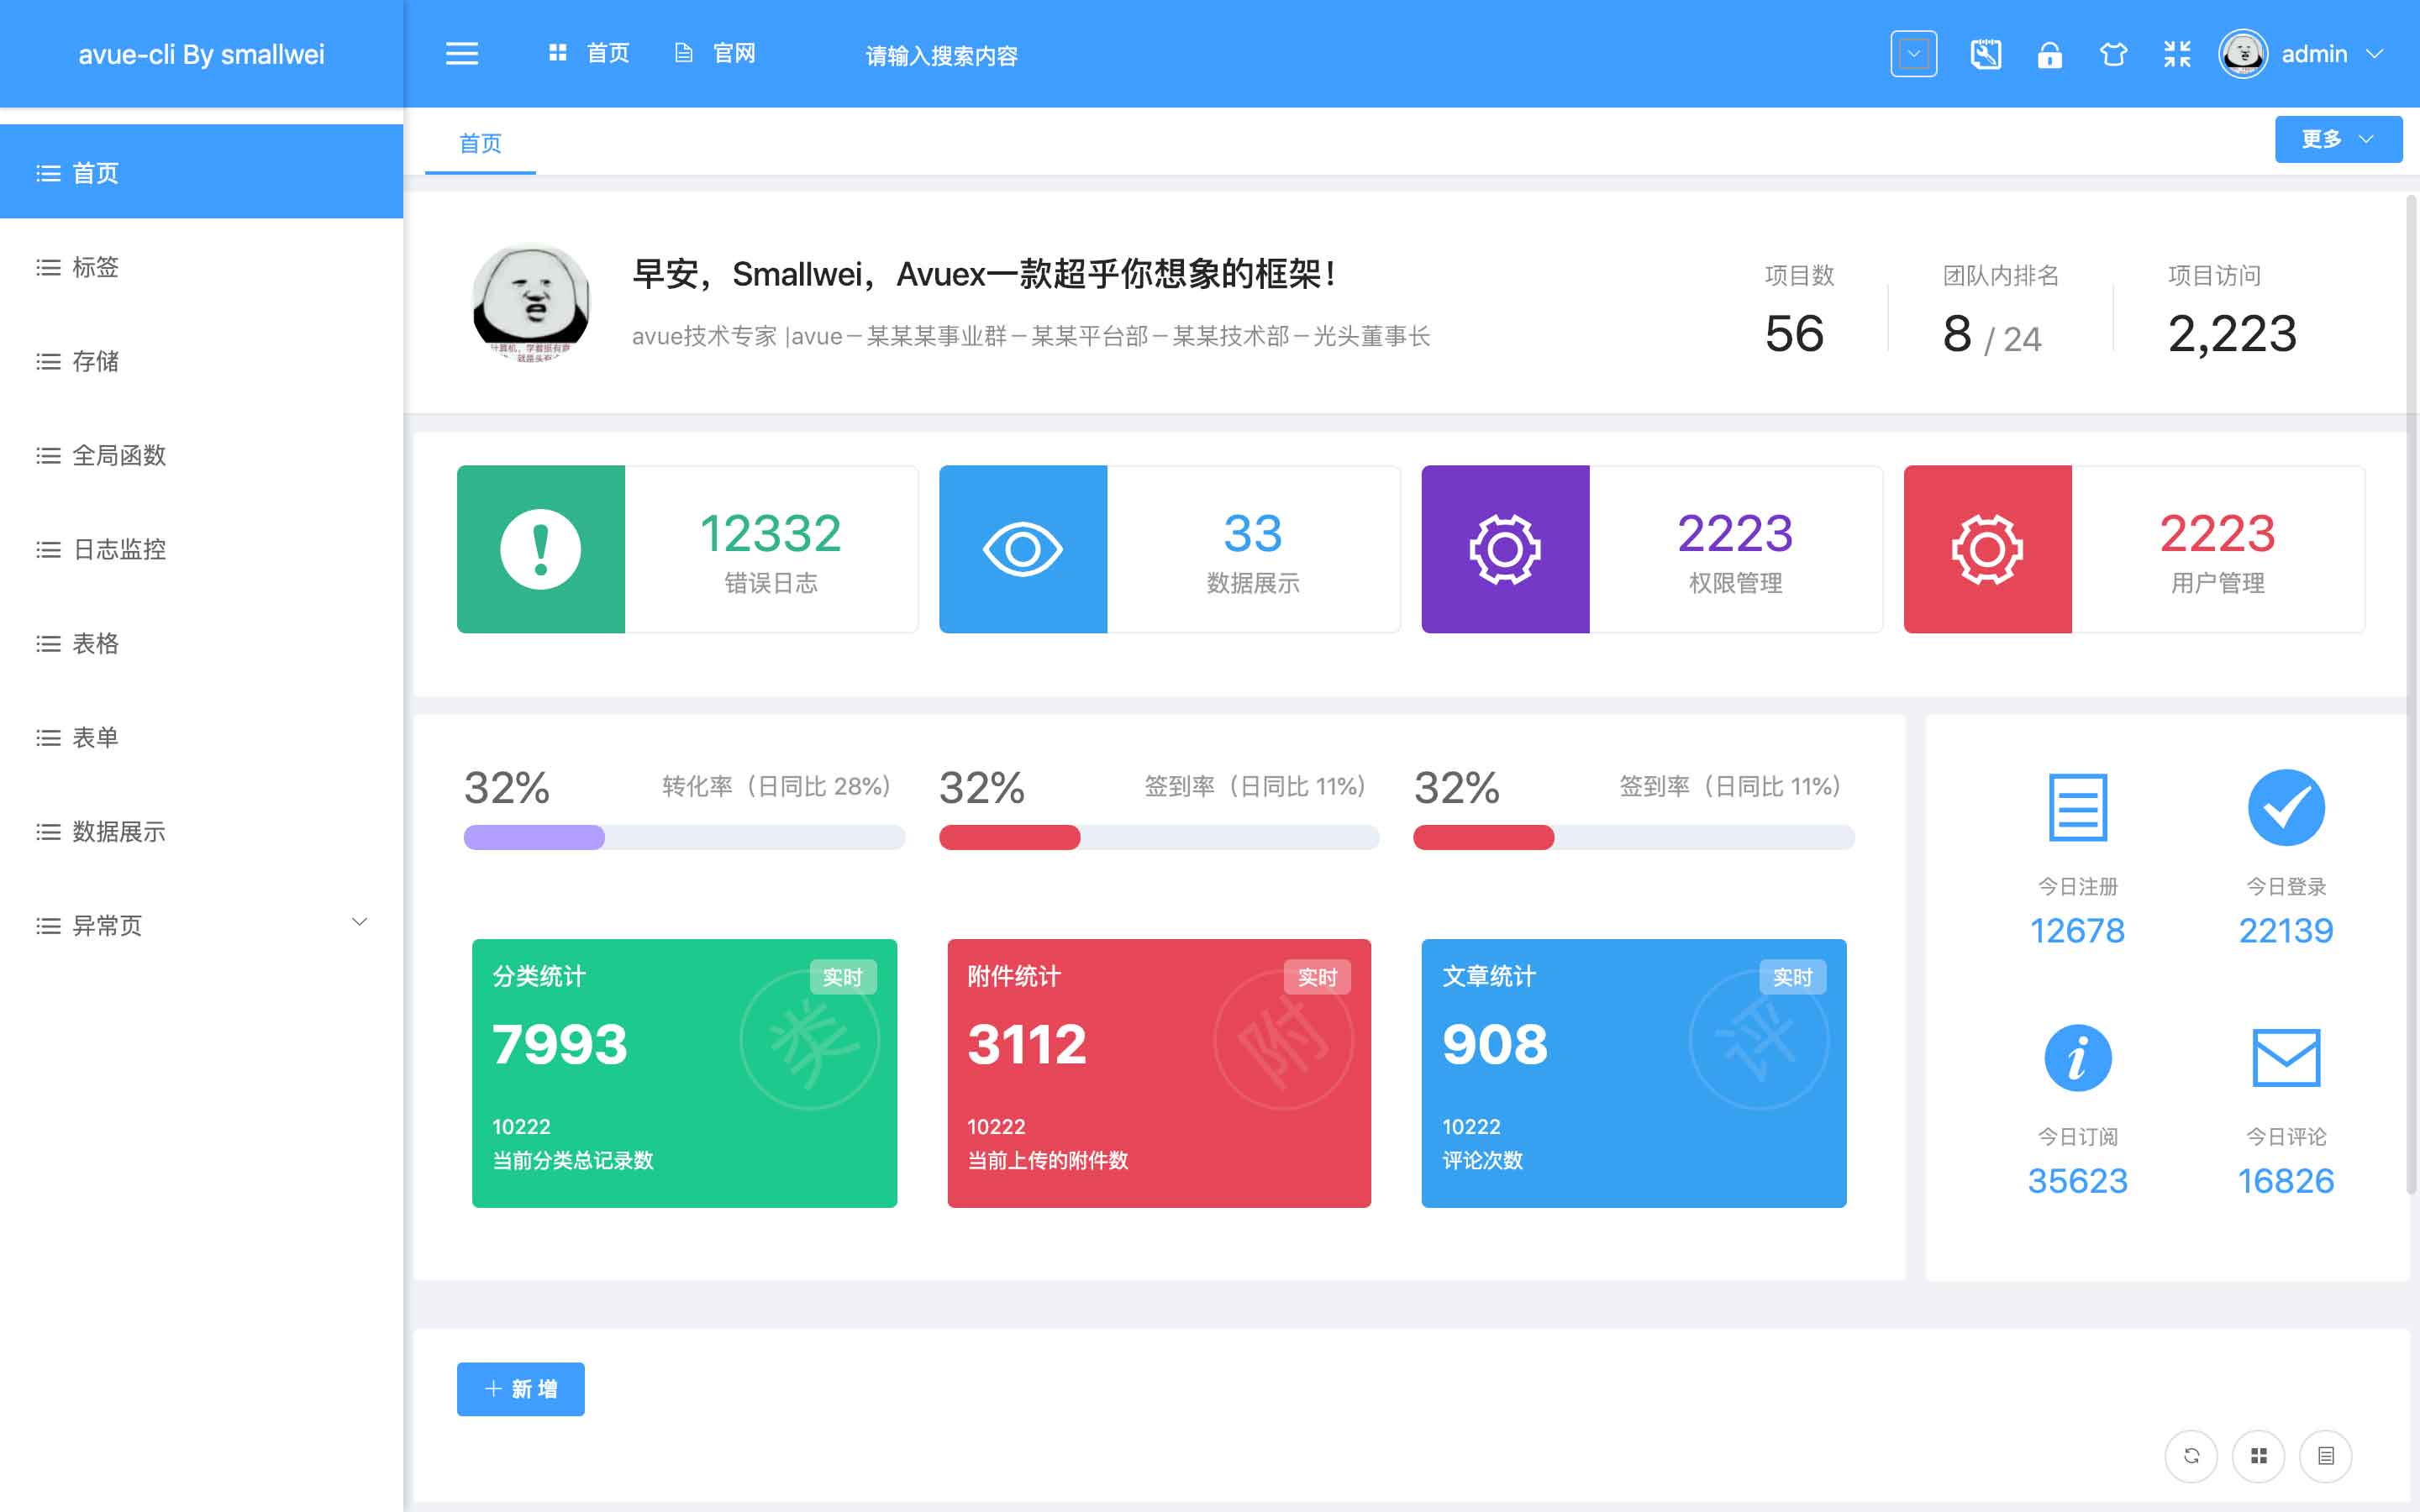 avue-cli By smallwei
首页
官网
请输入搜索内容
admin
首页
标签
存储
全局函数
日志监控
表格
表单
数据展示
异常页
首页
更多
早安，Smallwei，Avuex一款超乎你想象的框架！
avue技术专家 |avue－某某某事业群－某某平台部－某某技术部－光头董事长
项目数
56
团队内排名
8 / 24
项目访问
2,223
12332
错误日志
33
数据展示
2223
权限管理
2223
用户管理
32%
转化率（日同比 28%）
32%
签到率（日同比 11%）
32%
签到率（日同比 11%）
分类统计
实时
7993
类
10222
当前分类总记录数
附件统计
实时
3112
附
10222
当前上传的附件数
文章统计
实时
908
评
10222
评论次数
今日注册
12678
今日登录
22139
今日订阅
35623
今日评论
16826
新 增